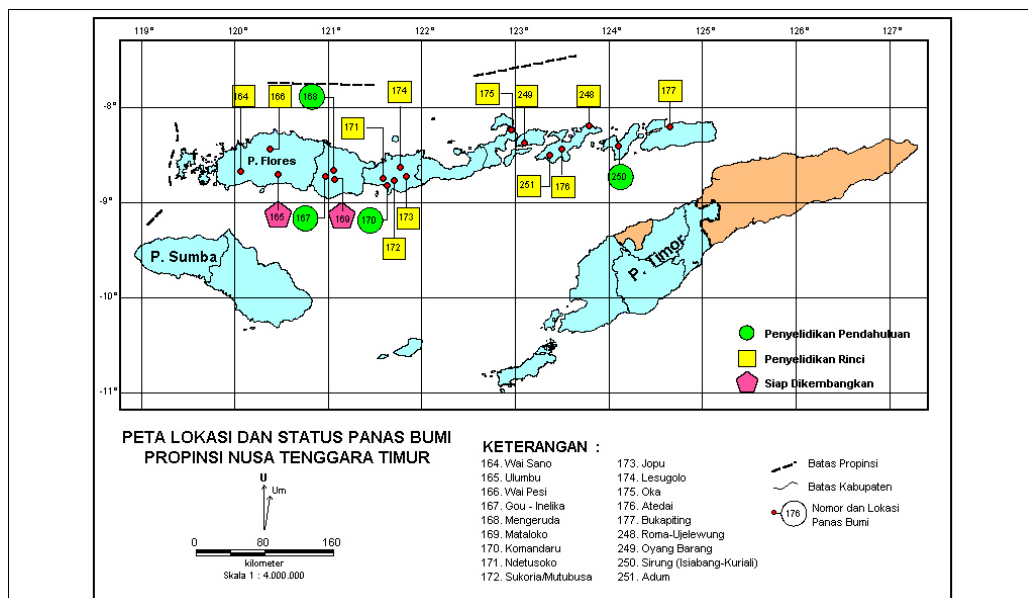 119° 120° 121° 122° 123° 124° 125° 126° 127°
-8°
-9°
-10°
-11°
164 166 168 174 175 249 248 177
171
P. Flores
165 167 169 170 173 251 176 250
172
P. Sumba
P. Timor
Penyelidikan Pendahuluan
Penyelidikan Rinci
Siap Dikembangkan
PETA LOKASI DAN STATUS PANAS BUMI
PROPINSI NUSA TENGGARA TIMUR
U
Um
0 80 160
kilometer
Skala 1 : 4.000.000
KETERANGAN :
164. Wai Sano
165. Ulumbu
166. Wai Pesi
167. Gou - Inelika
168. Mengeruda
169. Mataloko
170. Komandaru
171. Ndetusoko
172. Sukoria/Mutubusa
173. Jopu
174. Lesugolo
175. Oka
176. Atedai
177. Bukapiting
248. Roma-Ujelewung
249. Oyang Barang
250. Sirung (Isiabang-Kuriali)
251. Adum
Batas Propinsi
Batas Kabupaten
176 Nomor dan Lokasi
Panas Bumi